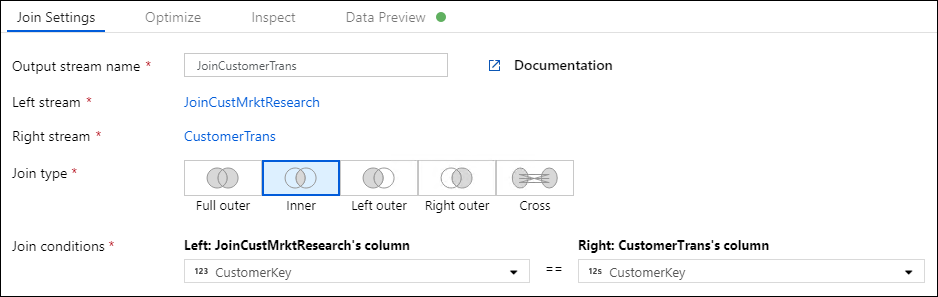 Join Settings Optimize Inspect Data Preview
Output stream name * JoinCustomerTrans Documentation
Left stream * JoinCustMrktResearch
Right stream * CustomerTrans
Join type *
Full outer Inner Left outer Right outer Cross
Join conditions * Left: JoinCustMrktResearch's column Right: CustomerTrans's column
123 CustomerKey == 12s CustomerKey